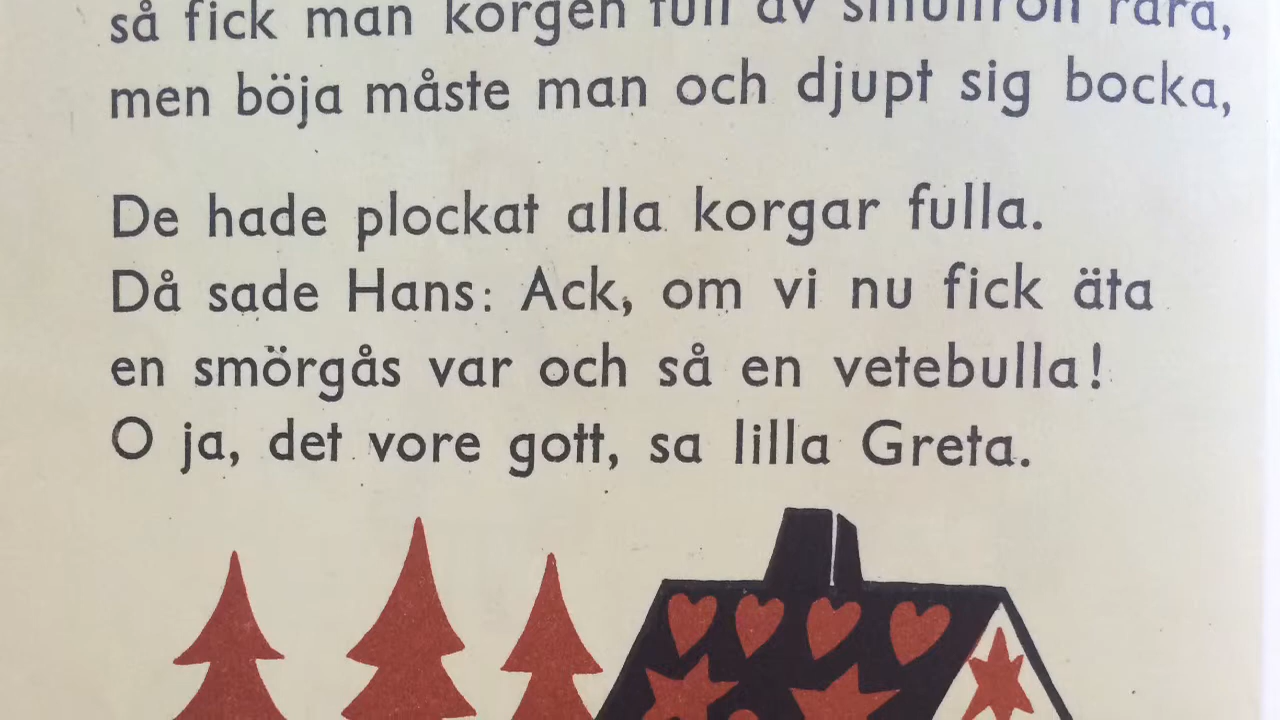 så fick man korgen full av smultron rara,
men böja måste man och djupt sig bocka,
De hade plockat alla korgar fulla.
Då sade Hans: Ack, om vi nu fick äta
en smörgås var och så en vetebulla!
O ja, det vore gott, sa lilla Greta.